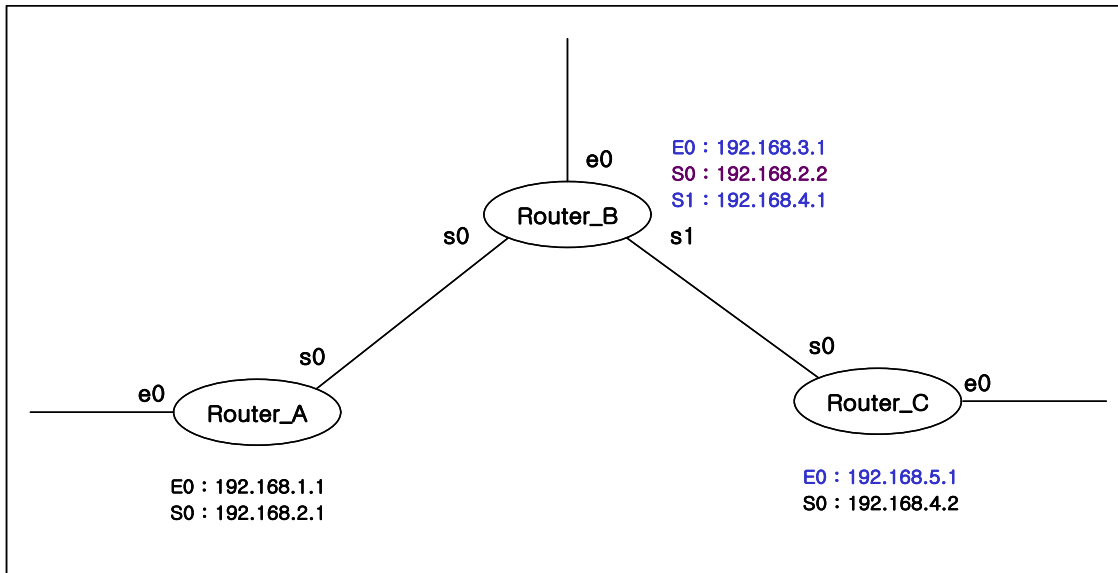 e0
E0 : 192.168.3.1
S0 : 192.168.2.2
S1 : 192.168.4.1
Router_B
s0
s1
s0
s0
e0
Router_A
Router_C
e0
E0 : 192.168.1.1
S0 : 192.168.2.1
E0 : 192.168.5.1
S0 : 192.168.4.2